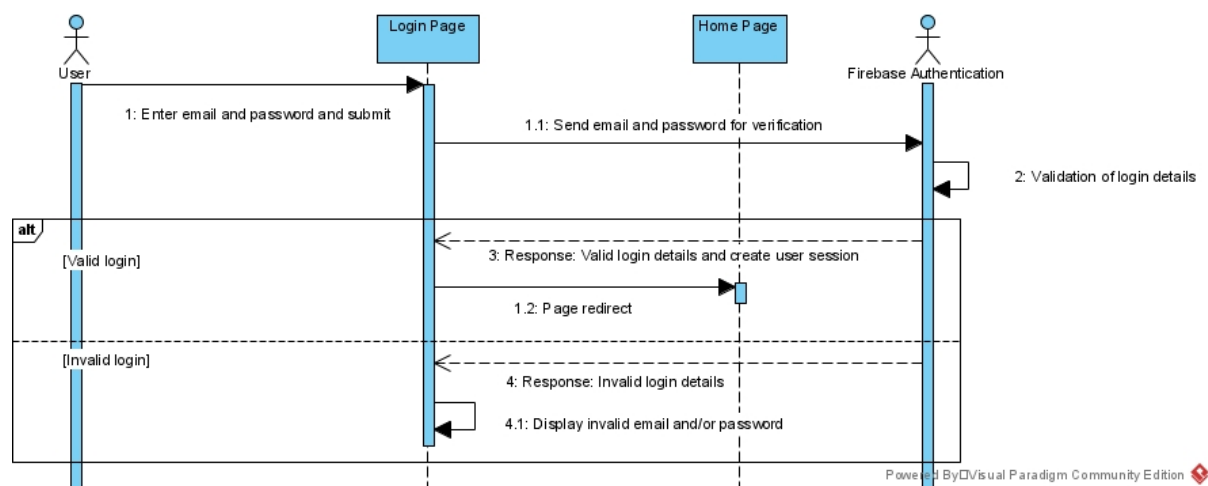 Login Page
Home Page
User
Firebase Authentication
1: Enter email and password and submit
1.1: Send email and password for verification
2: Validation of login details
alt
[Valid login]
3: Response: Valid login details and create user session
1.2: Page redirect
[Invalid login]
4: Response: Invalid login details
4.1: Display invalid email and/or password
Powered By Visual Paradigm Community Edition